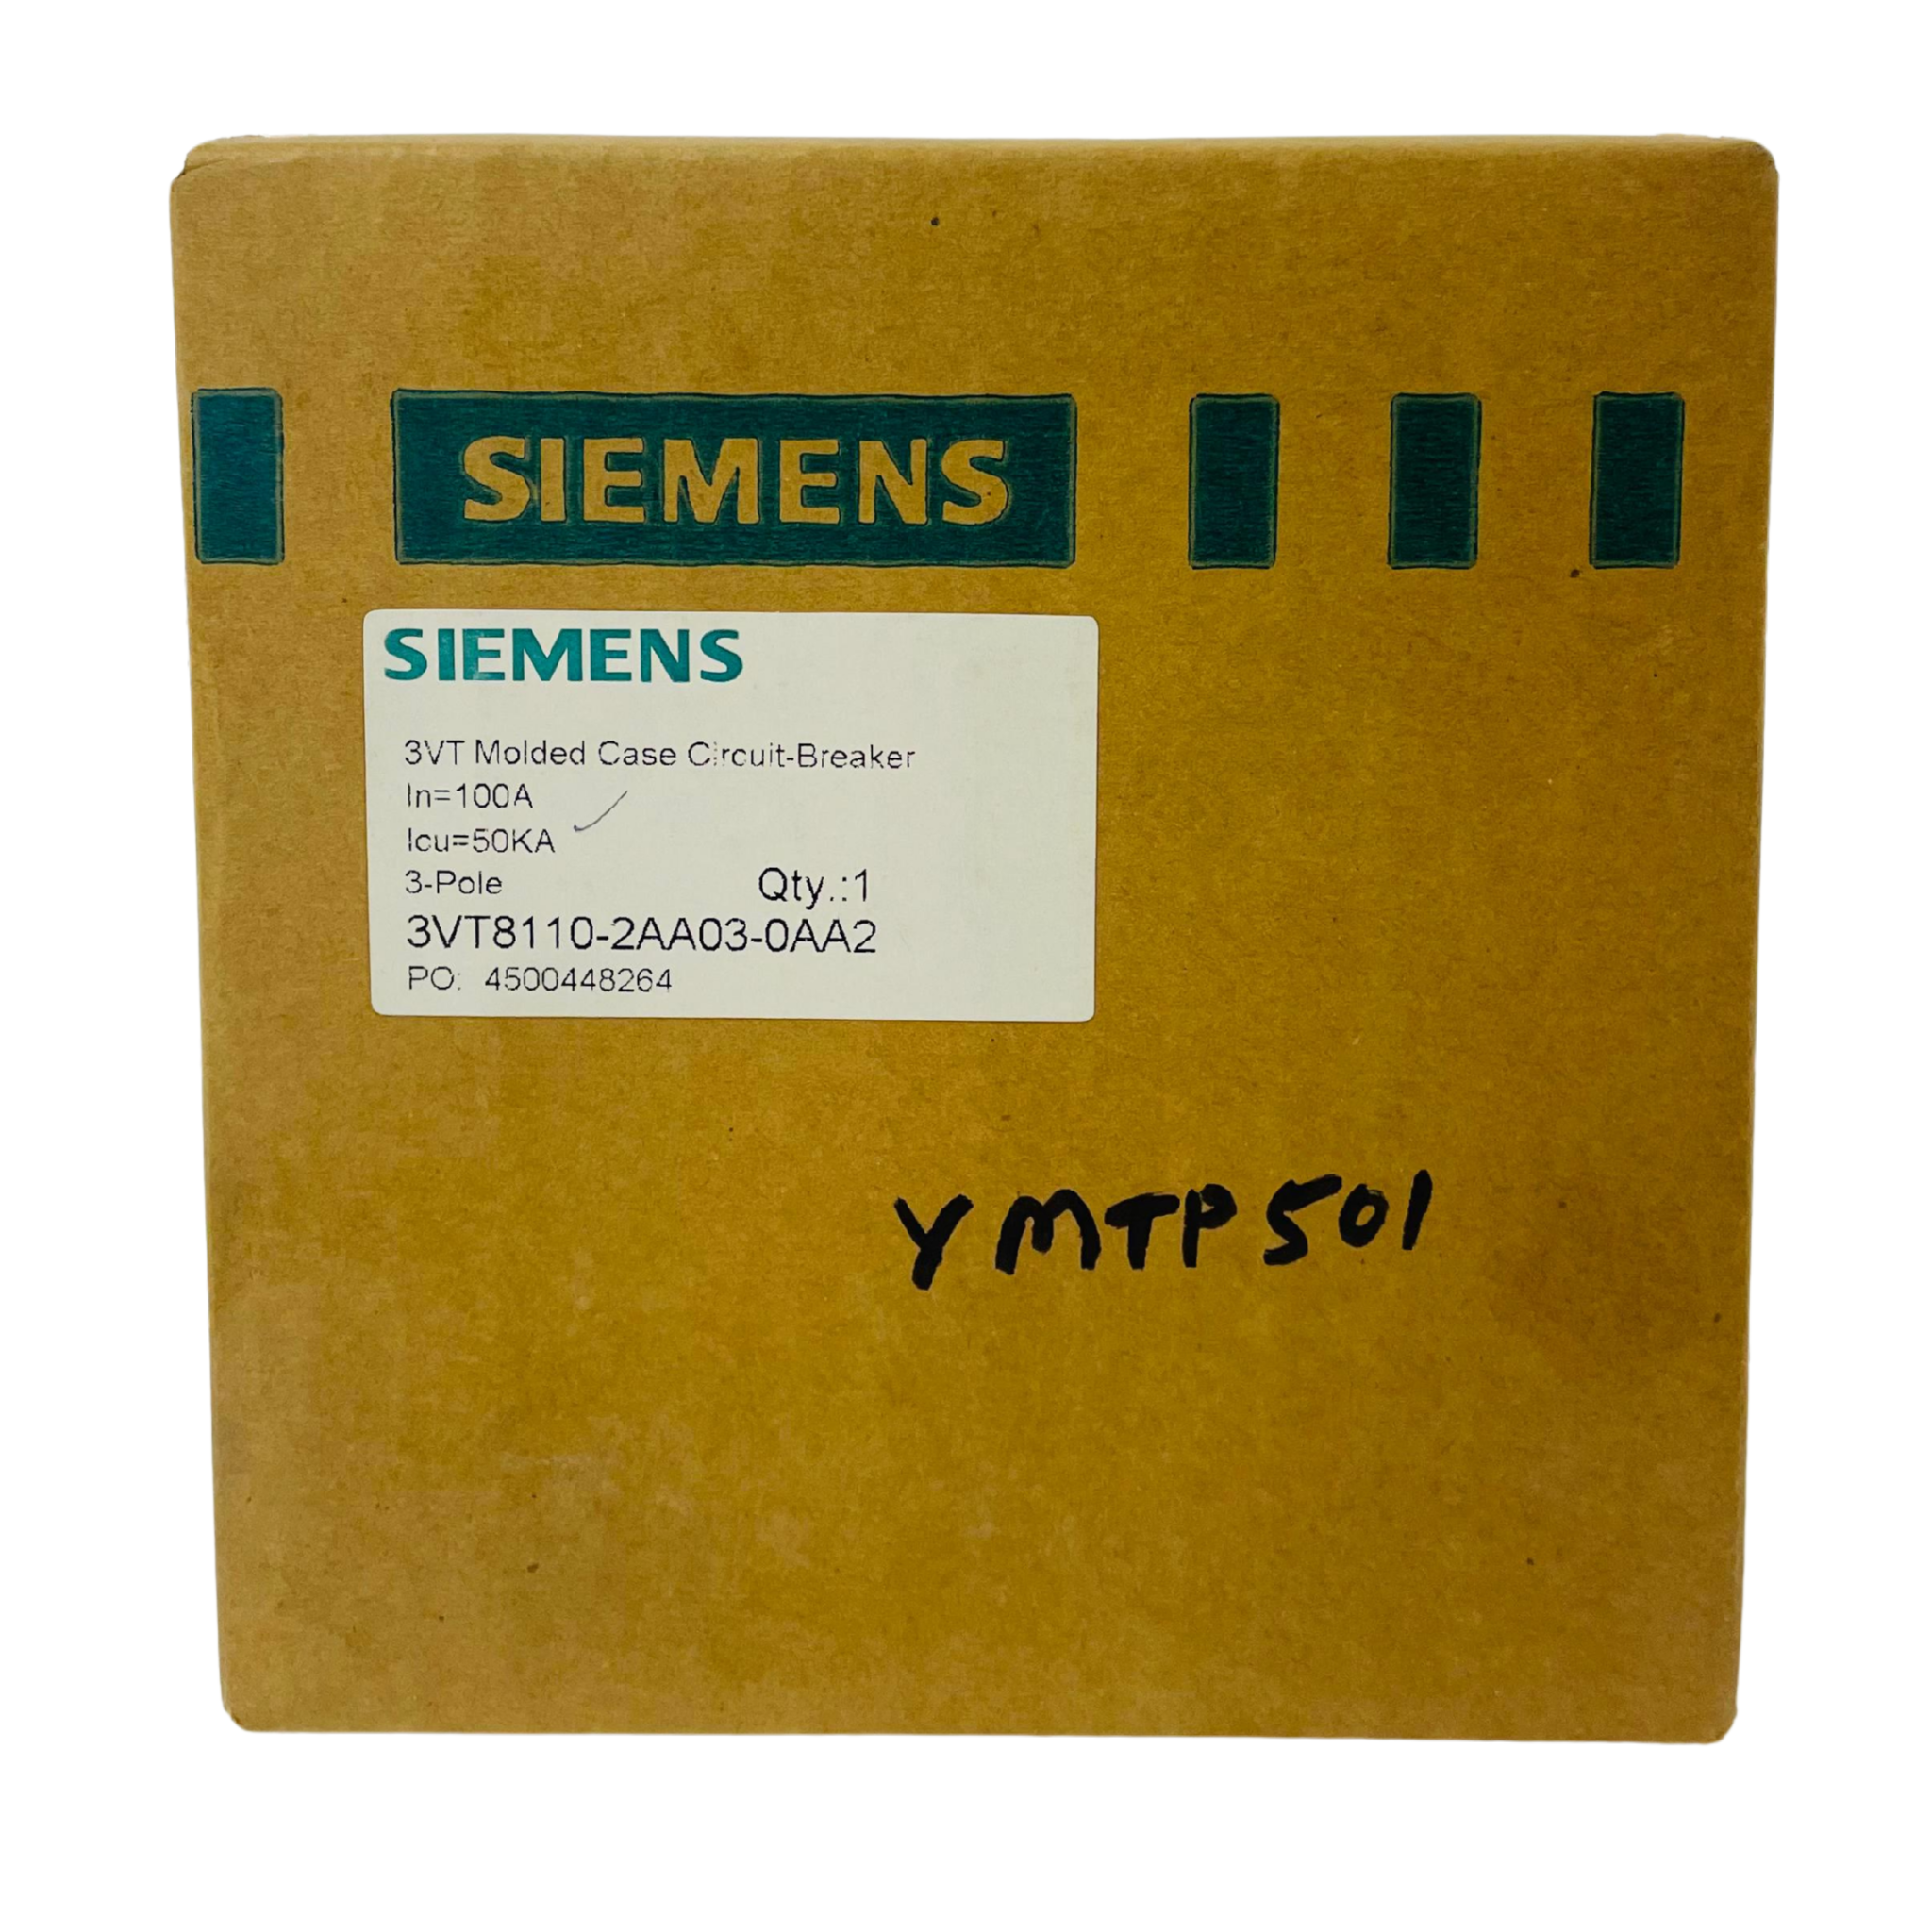 SIEMENS
SIEMENS
3VT Molded Case Circuit-Breaker
In=100A
Icu=50KA
3-Pole Qty.:1
3VT8110-2AA03-0AA2
PO: 4500448264
YMTP501